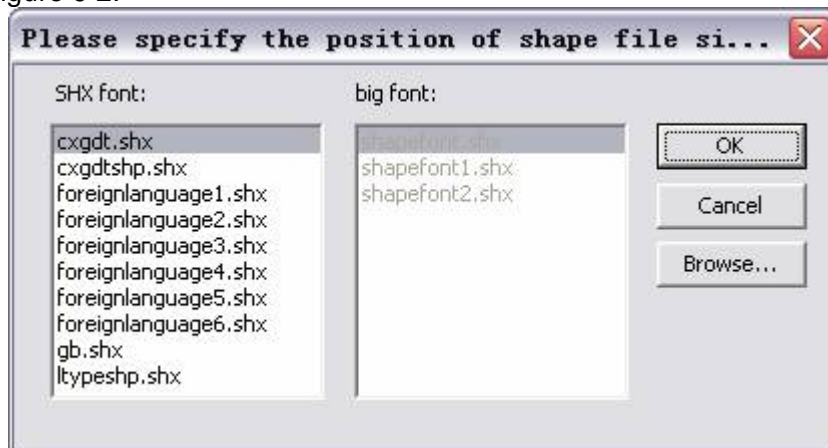 gure 3-2.
Please specify the position of shape file si...
SHX font:
cxgdt.shx
cxgdtshp.shx
foreignlanguage1.shx
foreignlanguage2.shx
foreignlanguage3.shx
foreignlanguage4.shx
foreignlanguage5.shx
foreignlanguage6.shx
gb.shx
ltypeshp.shx
big font:
shapefont.shx
shapefont1.shx
shapefont2.shx
OK
Cancel
Browse...